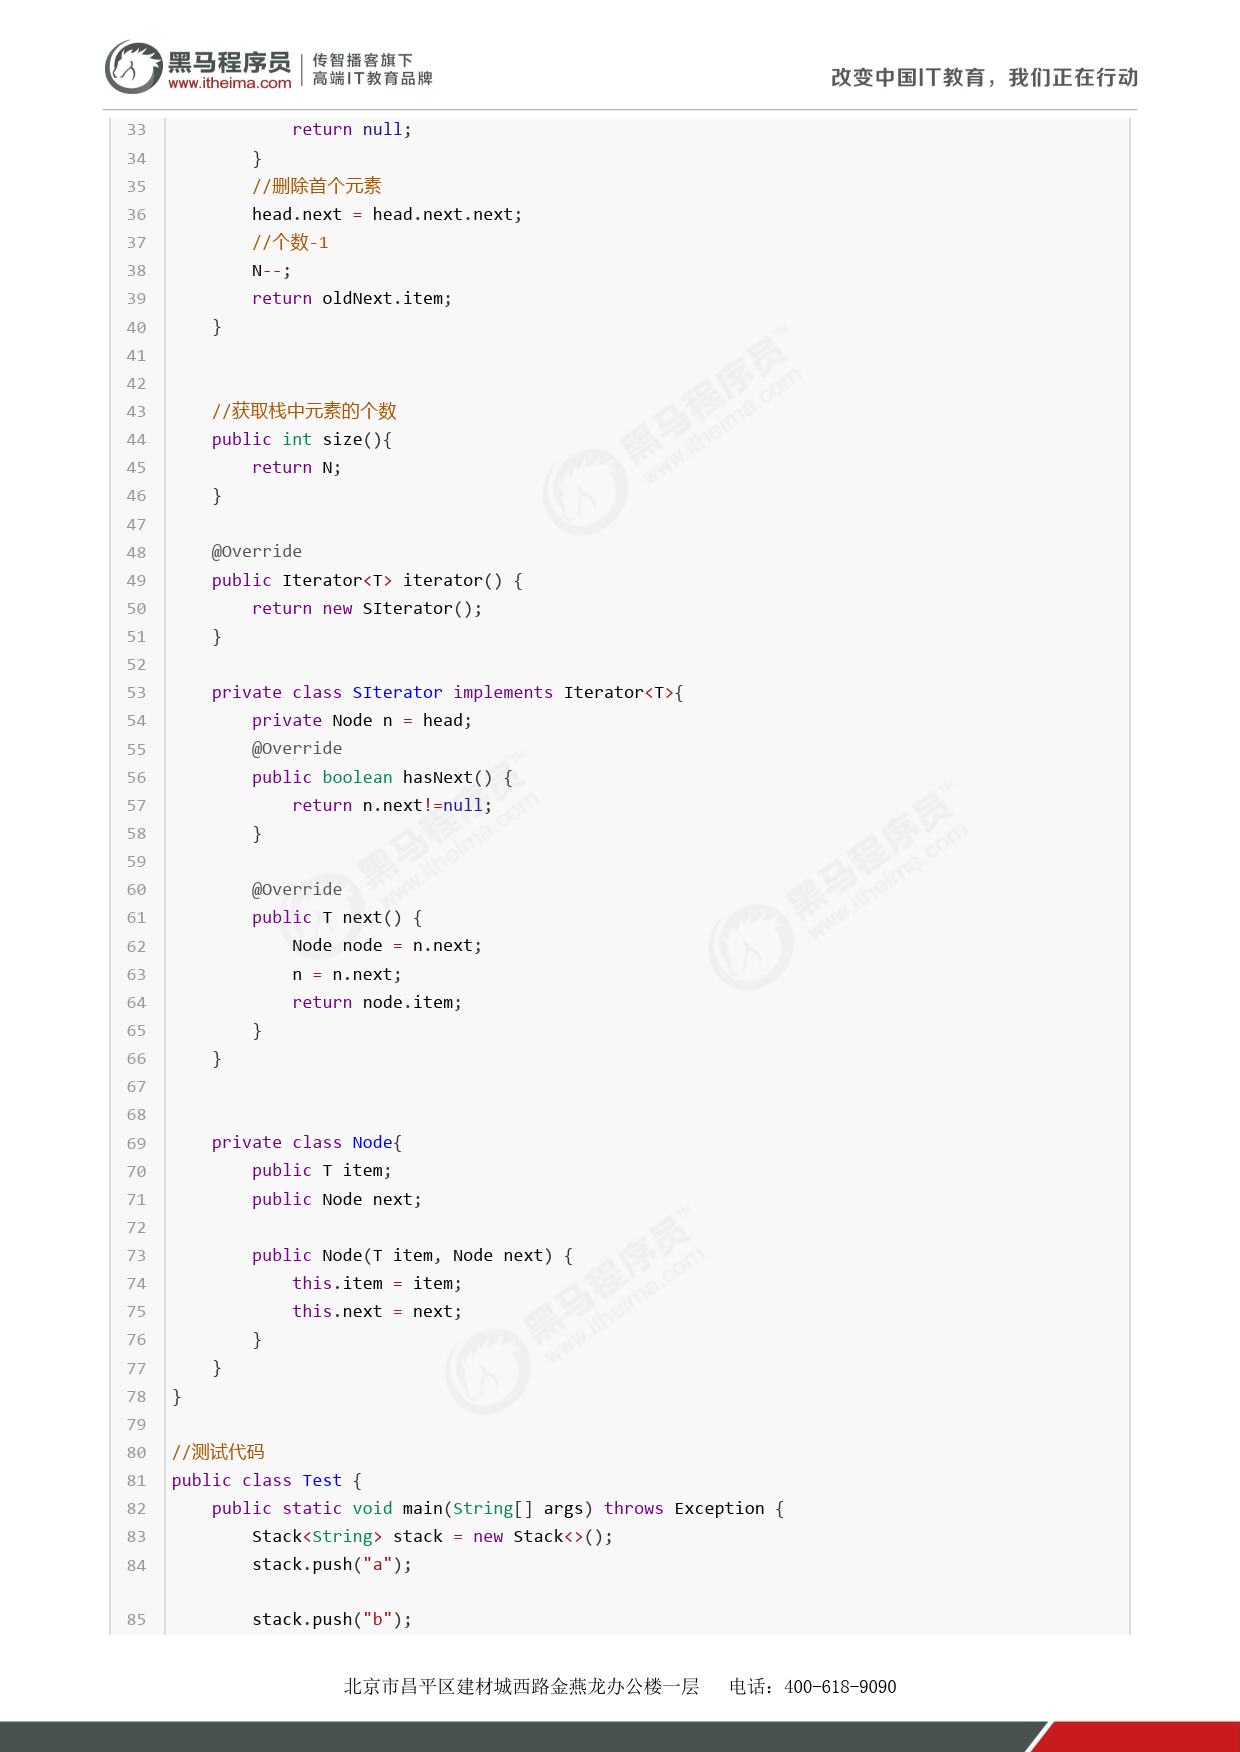 黑马程序员
www.itheima.com
传智播客旗下
高端IT教育品牌
改变中国IT教育，我们正在行动
33 return null;
34 }
35 //删除首个元素
36 head.next = head.next.next;
37 //个数-1
38 N--;
39 return oldNext.item;
40 }
41
42
43 //获取栈中元素的个数
44 public int size(){
45 return N;
46 }
47
48 @Override
49 public Iterator<T> iterator() {
50 return new SIterator();
51 }
52
53 private class SIterator implements Iterator<T>{
54 private Node n = head;
55 @Override
56 public boolean hasNext() {
57 return n.next!=null;
58 }
59
60 @Override
61 public T next() {
62 Node node = n.next;
63 n = n.next;
64 return node.item;
65 }
66 }
67
68
69 private class Node{
70 public T item;
71 public Node next;
72
73 public Node(T item, Node next) {
74 this.item = item;
75 this.next = next;
76 }
77 }
78 }
79
80 //测试代码
81 public class Test {
82 public static void main(String[] args) throws Exception {
83 Stack<String> stack = new Stack<>();
84 stack.push("a");
85 stack.push("b");
北京市昌平区建材城西路金燕龙办公楼一层 电话：400-618-9090